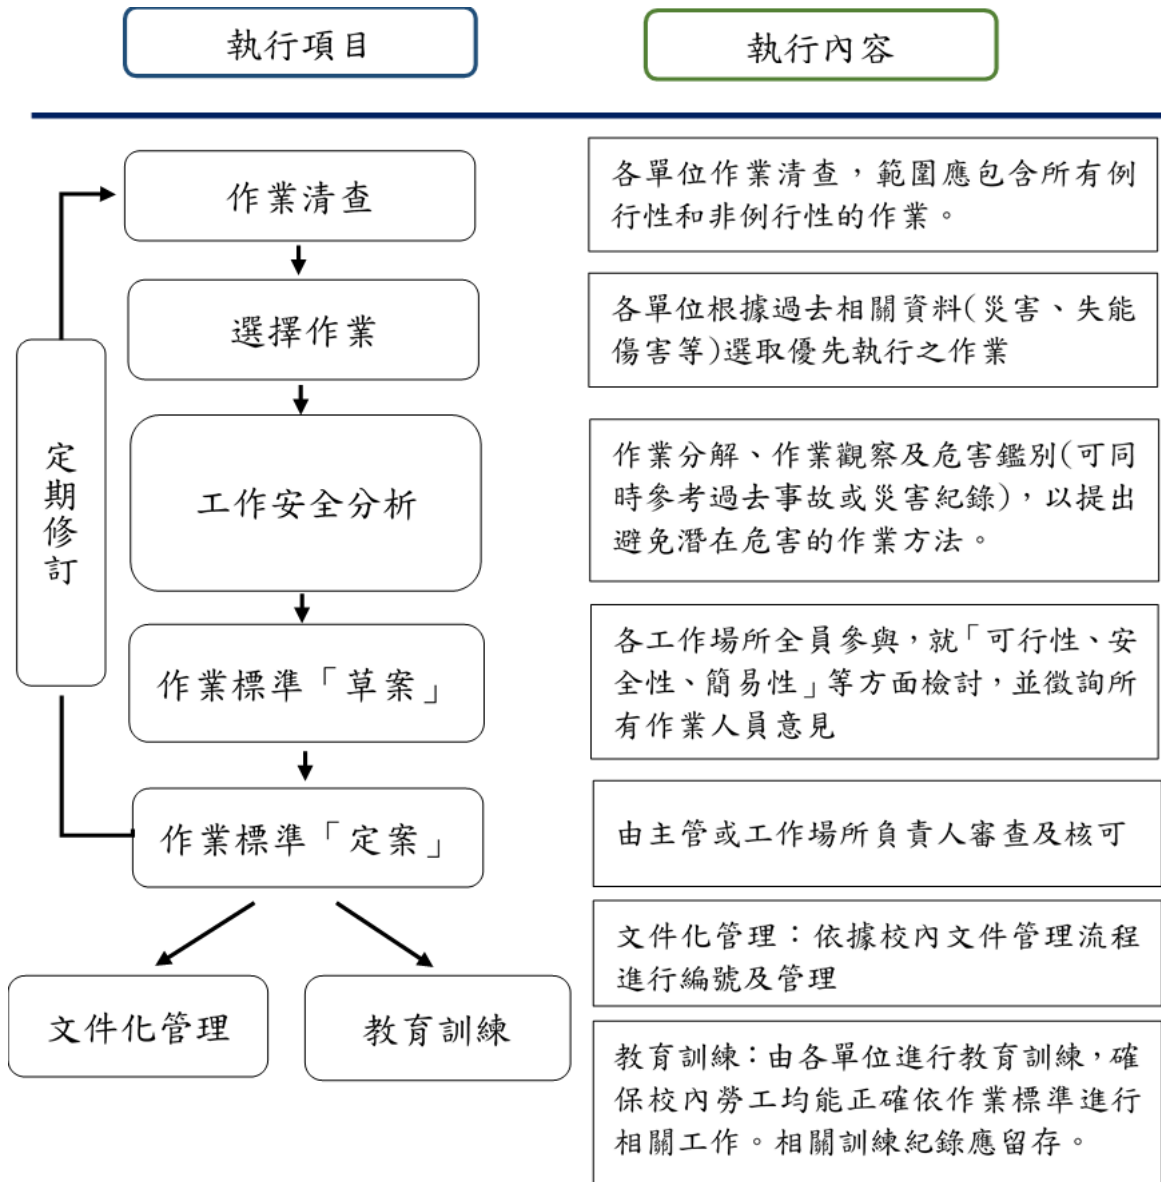 執行項目
執行內容
作業清查
各單位作業清查，範圍應包含所有例
行性和非例行性的作業。
選擇作業
各單位根據過去相關資料(災害、失能
傷害等)選取優先執行之作業
定期修訂
工作安全分析
作業分解、作業觀察及危害鑑別(可同
時參考過去事故或災害紀錄)，以提出
避免潛在危害的作業方法。
作業標準「草案」
各工作場所全員參與，就「可行性、安
全性、簡易性」等方面檢討，並徵詢所
有作業人員意見
作業標準「定案」
由主管或工作場所負責人審查及核可
文件化管理
教育訓練
文件化管理：依據校內文件管理流程
進行編號及管理
教育訓練：由各單位進行教育訓練，確
保校內勞工均能正確依作業標準進行
相關工作。相關訓練紀錄應留存。